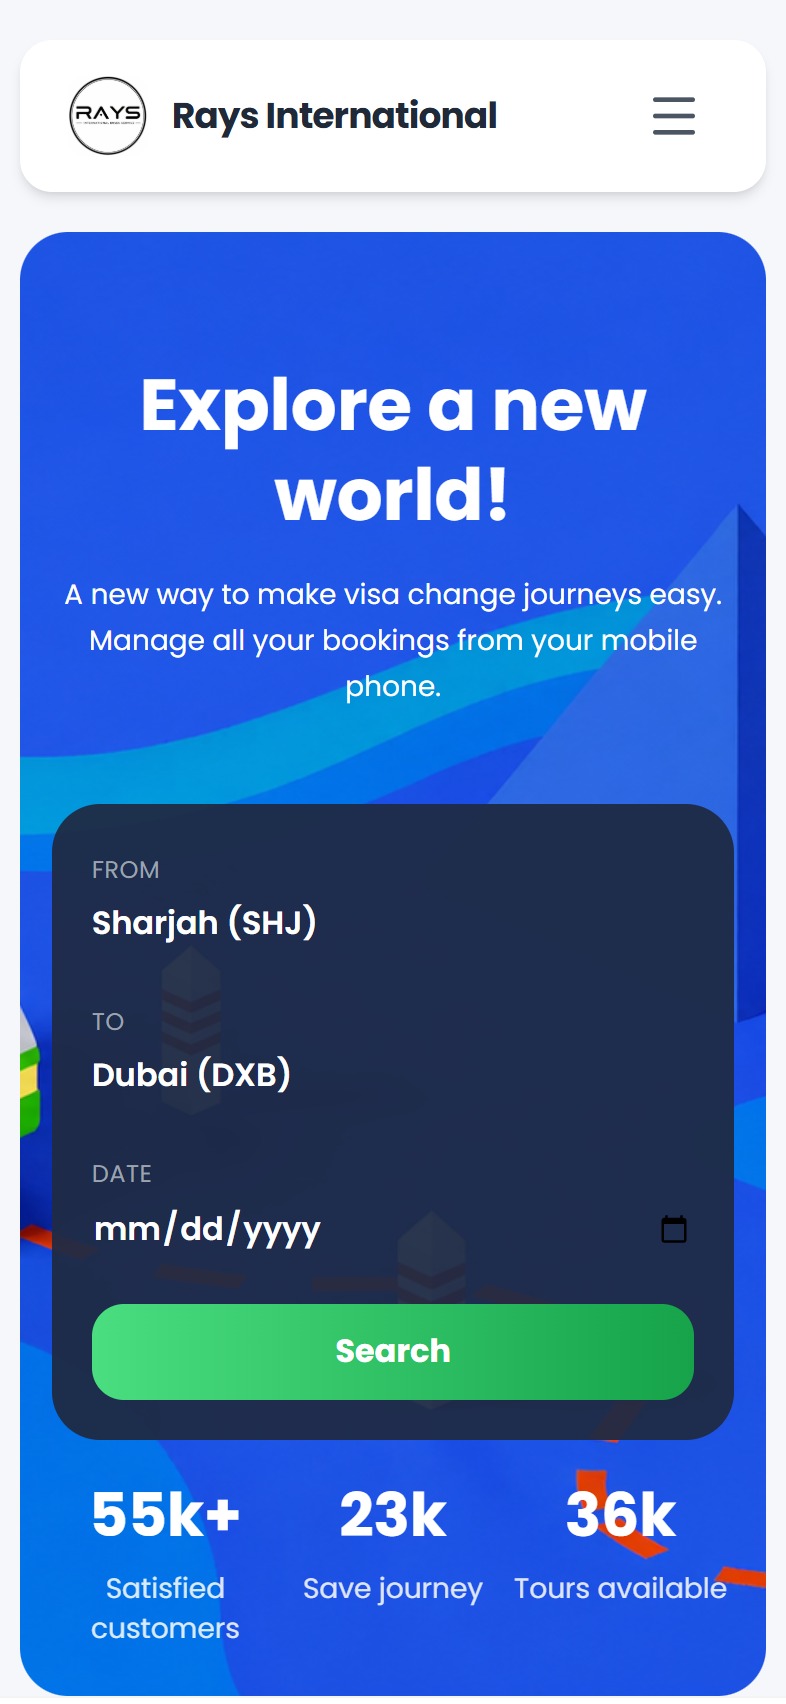 RAYS
Rays International
Explore a new
world!
A new way to make visa change journeys easy.
Manage all your bookings from your mobile
phone.
FROM
Sharjah (SHJ)
TO
Dubai (DXB)
DATE
mm/dd/yyyy
Search
55k+ 23k 36k
Satisfied customers
Save journey
Tours available